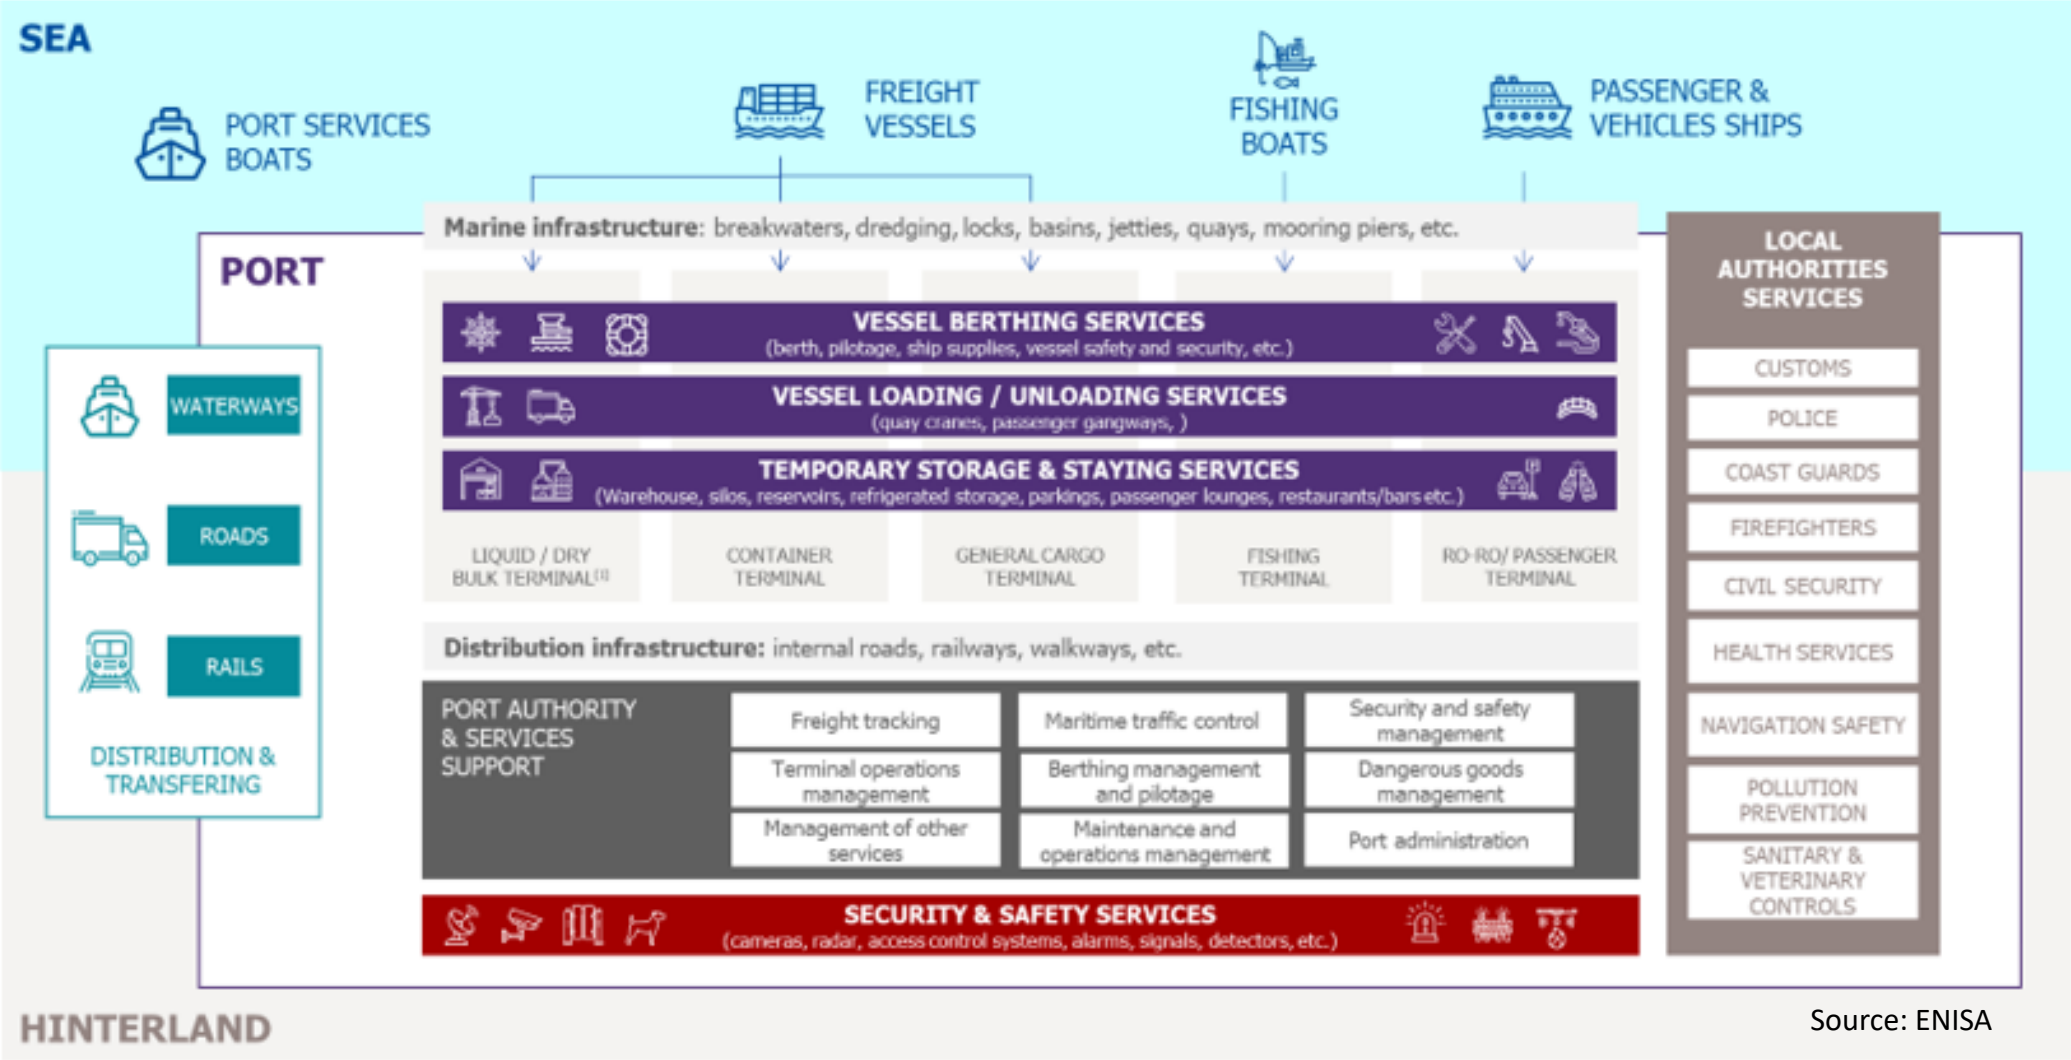 SEA
PORT SERVICES
BOATS
FREIGHT
VESSELS
FISHING
BOATS
PASSENGER &
VEHICLES SHIPS
Marine infrastructure: breakwaters, dredging, locks, basins, jetties, quays, mooring piers, etc.
PORT
VESSEL BERTHING SERVICES
(berth, pilotage, ship supplies, vessel safety and security, etc.)
VESSEL LOADING / UNLOADING SERVICES
(quay cranes, passenger gangways, )
TEMPORARY STORAGE & STAYING SERVICES
(Warehouse, silos, reservoirs, refrigerated storage, parkings, passenger lounges, restaurants/bars etc.)
LIQUID / DRY
BULK TERMINAL[1]
CONTAINER
TERMINAL
GENERAL CARGO
TERMINAL
FISHING
TERMINAL
RO-RO/ PASSENGER
TERMINAL
Distribution infrastructure: internal roads, railways, walkways, etc.
PORT AUTHORITY
& SERVICES
SUPPORT
Freight tracking
Maritime traffic control
Security and safety
management
Terminal operations
management
Berthing management
and pilotage
Dangerous goods
management
Management of other
services
Maintenance and
operations management
Port administration
SECURITY & SAFETY SERVICES
(cameras, radar, access control systems, alarms, signals, detectors, etc.)
WATERWAYS
ROADS
RAILS
DISTRIBUTION &
TRANSFERING
LOCAL
AUTHORITIES
SERVICES
CUSTOMS
POLICE
COAST GUARDS
FIREFIGHTERS
CIVIL SECURITY
HEALTH SERVICES
NAVIGATION SAFETY
POLLUTION
PREVENTION
SANITARY &
VETERINARY
CONTROLS
HINTERLAND
Source: ENISA